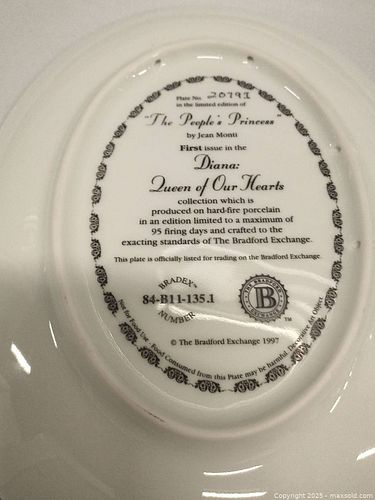 Plate No. 20791
in the limited edition of
"The People's Princess"
by Jean Monti
First issue in the
Diana:
Queen of Our Hearts
collection which is
produced on hard-fire porcelain
in an edition limited to a maximum of
95 firing days and crafted to the
exacting standards of The Bradford Exchange.
This plate is officially listed for trading on the Bradford Exchange.
BRADEX™
84-B11-135.1
NUMBER
THE BRADFORD
B
EXCHANGE
™
© The Bradford Exchange 1997
Not for Food Use. Food Consumed from this Plate may be harmful. Decorative Art Object.
Copyright 2025 - maxsold.com